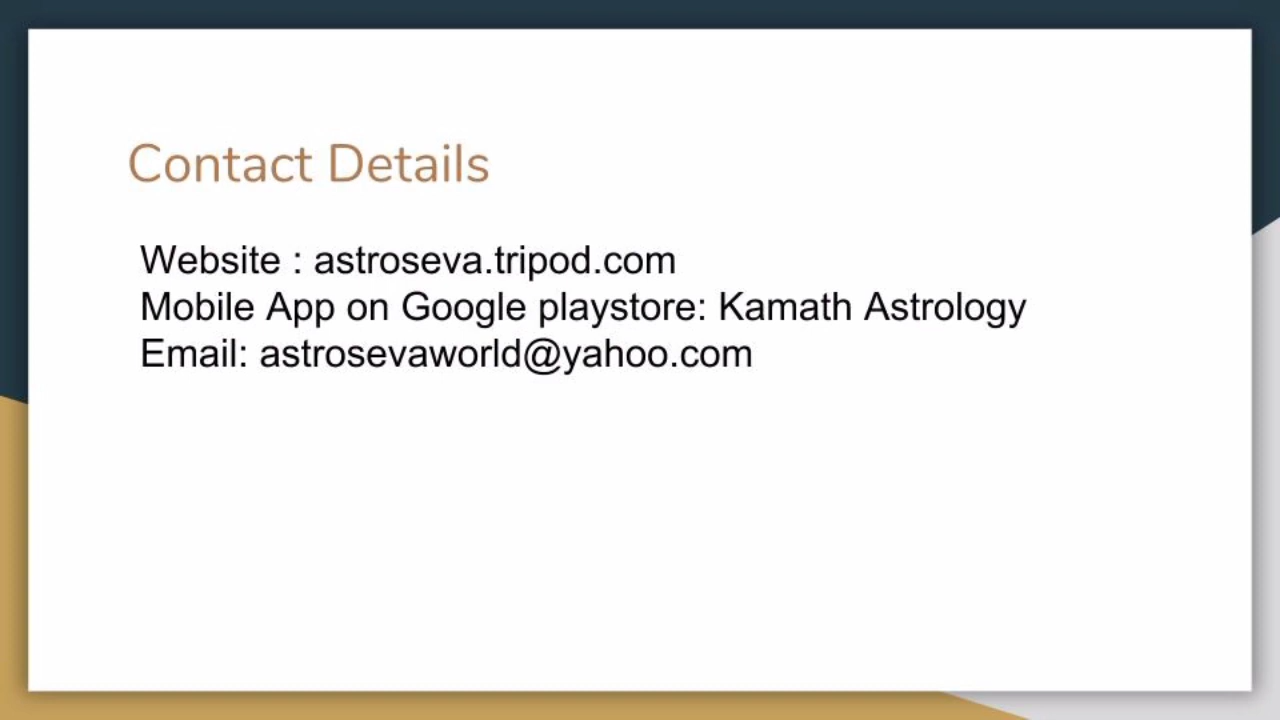 Contact Details
Website : astroseva.tripod.com
Mobile App on Google playstore: Kamath Astrology
Email: astrosevaworld@yahoo.com